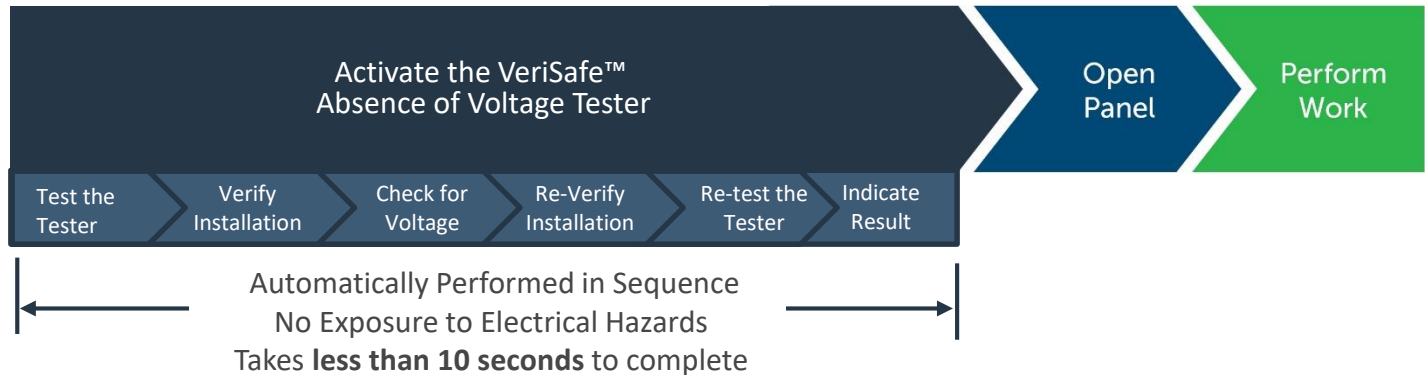 Activate the VeriSafe™
Absence of Voltage Tester
Open
Panel
Perform
Work
Test the
Tester
Verify
Installation
Check for
Voltage
Re-Verify
Installation
Re-test the
Tester
Indicate
Result
Automatically Performed in Sequence
No Exposure to Electrical Hazards
Takes less than 10 seconds to complete